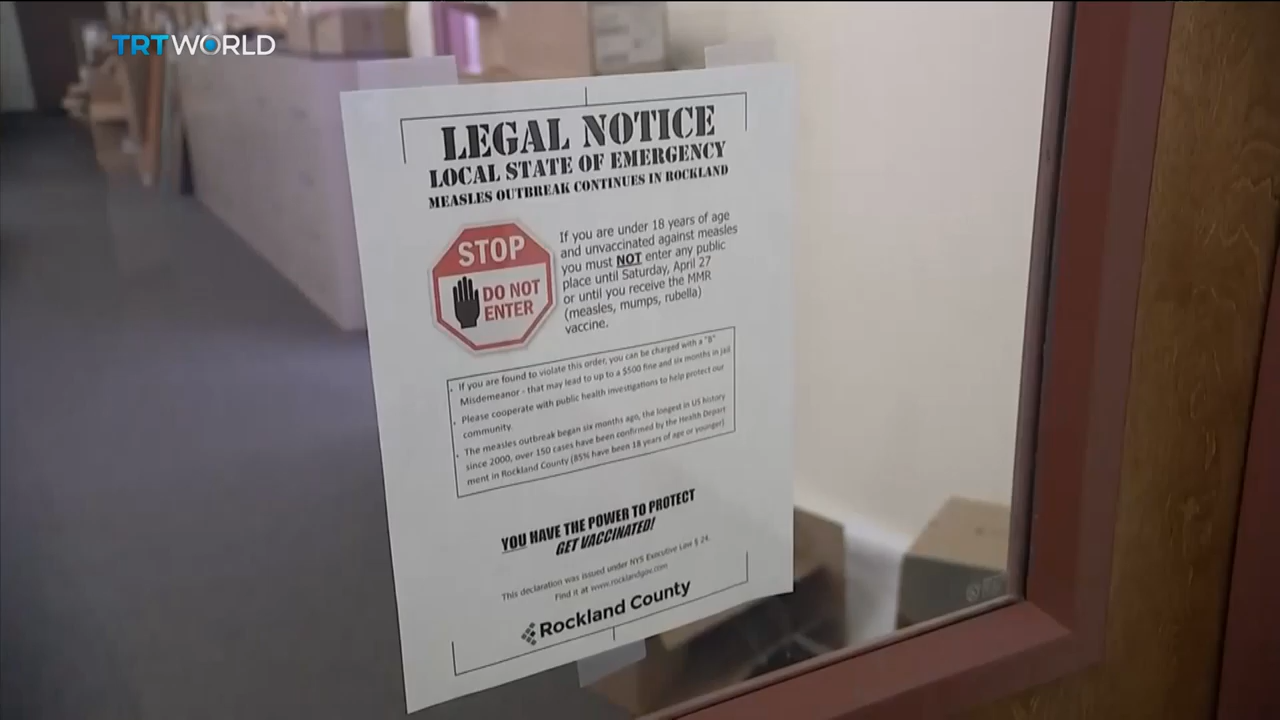 TRT WORLD
LEGAL NOTICE
LOCAL STATE OF EMERGENCY
MEASLES OUTBREAK CONTINUES IN ROCKLAND
STOP
DO NOT
ENTER
If you are under 18 years of age
and unvaccinated against measles
you must NOT enter any public
place until Saturday, April 27
or until you receive the MMR
(measles, mumps, rubella)
vaccine.
· If you are found to violate this order, you can be charged with a "B"
Misdemeanor - that may lead to up to a $500 fine and six months in jail
· Please cooperate with public health investigations to help protect our
community.
· The measles outbreak began six months ago, the longest in US history
since 2000, over 150 cases have been confirmed by the Health Depart
ment in Rockland County (85% have been 18 years of age or younger)
YOU HAVE THE POWER TO PROTECT
GET VACCINATED!
This declaration was issued under NYS Executive Law § 24.
Find it at www.rocklandgov.com
Rockland County